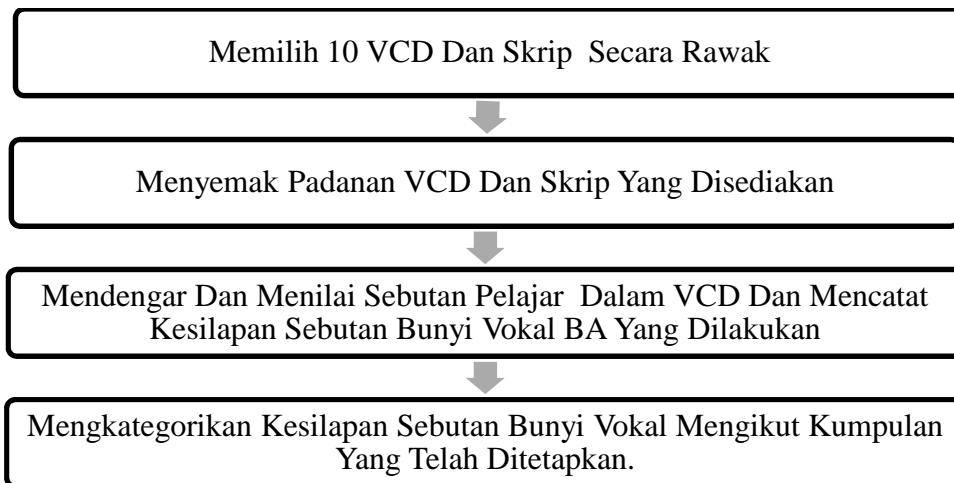 Memilih 10 VCD Dan Skrip Secara Rawak
Menyemak Padanan VCD Dan Skrip Yang Disediakan
Mendengar Dan Menilai Sebutan Pelajar Dalam VCD Dan Mencatat
Kesilapan Sebutan Bunyi Vokal BA Yang Dilakukan
Mengkategorikan Kesilapan Sebutan Bunyi Vokal Mengikut Kumpulan
Yang Telah Ditetapkan.